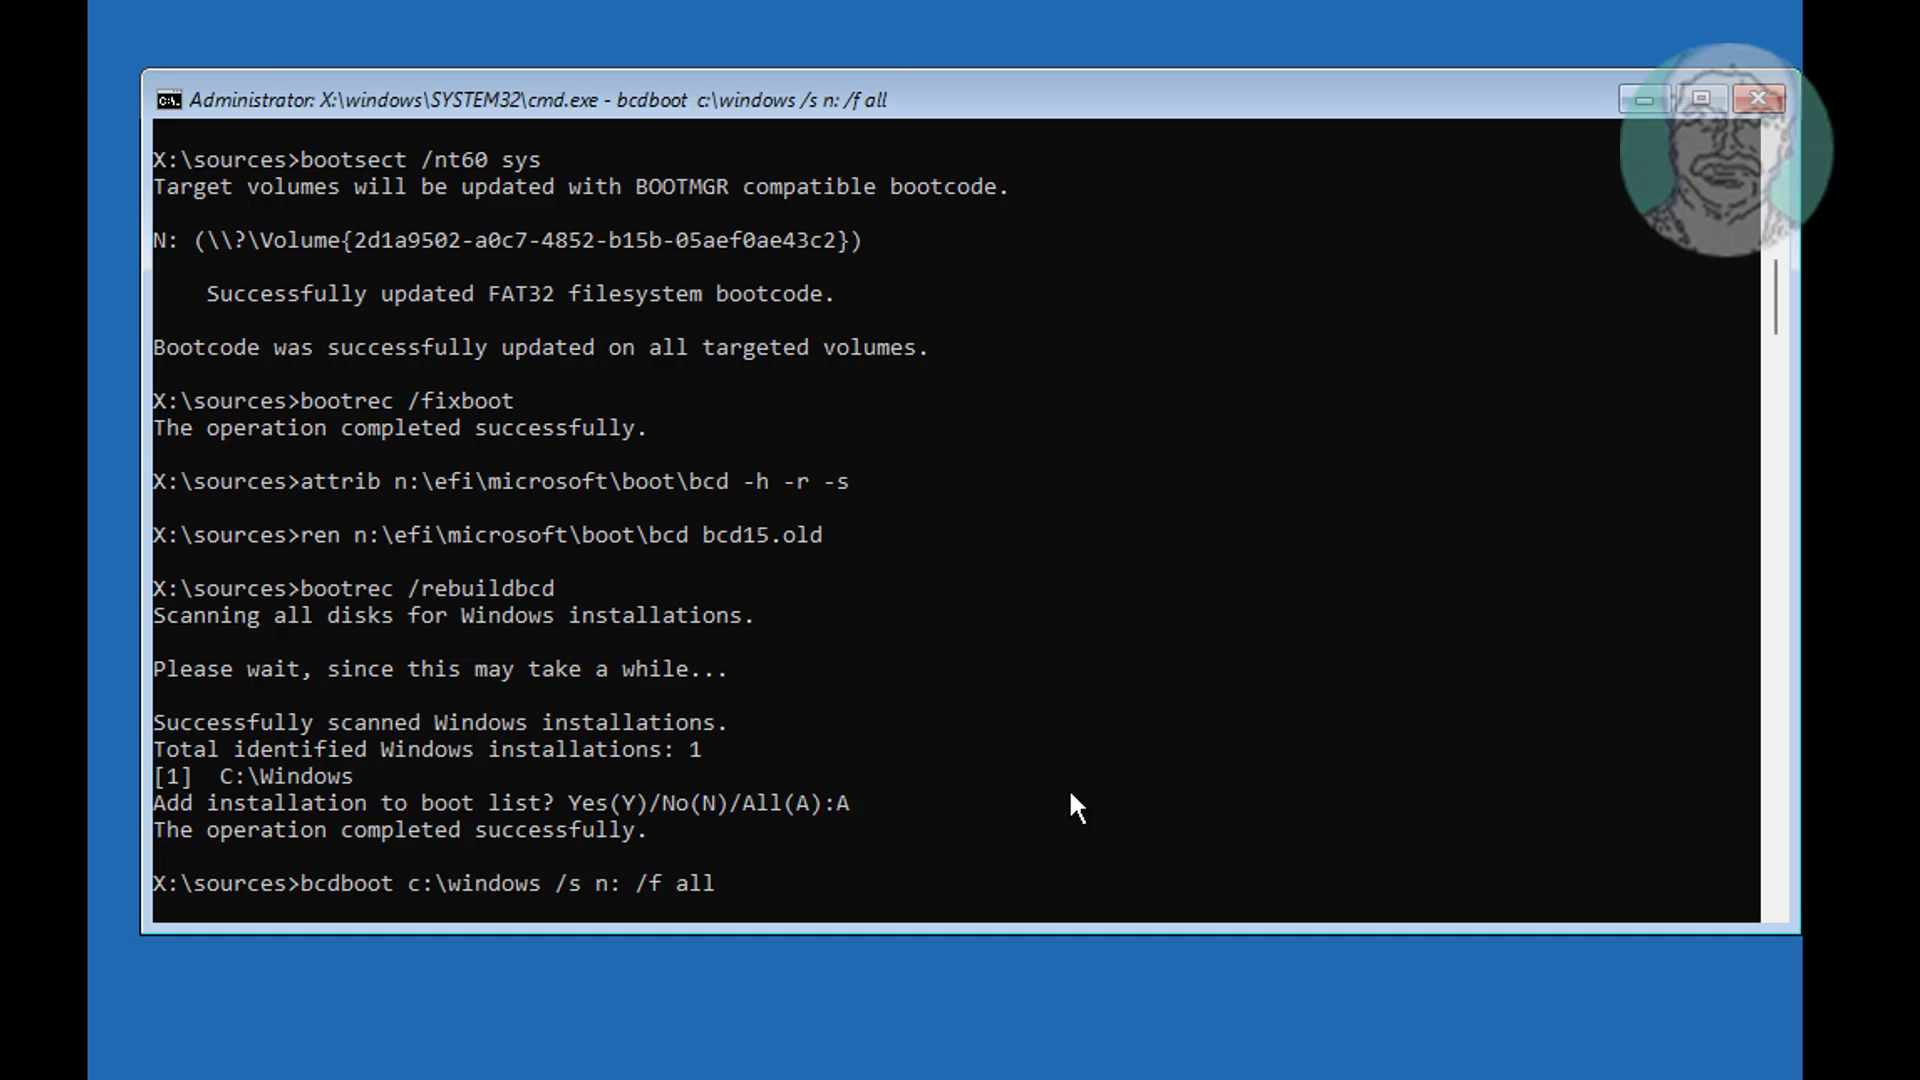 Administrator: X:\windows\SYSTEM32\cmd.exe - bcdboot  c:\windows /s n: /f all
X:\sources>bootsect /nt60 sys
Target volumes will be updated with BOOTMGR compatible bootcode.
N: (\\?\Volume{2d1a9502-a0c7-4852-b15b-05aef0ae43c2})
Successfully updated FAT32 filesystem bootcode.
Bootcode was successfully updated on all targeted volumes.
X:\sources>bootrec /fixboot
The operation completed successfully.
X:\sources>attrib n:\efi\microsoft\boot\bcd -h -r -s
X:\sources>ren n:\efi\microsoft\boot\bcd bcd15.old
X:\sources>bootrec /rebuildbcd
Scanning all disks for Windows installations.
Please wait, since this may take a while...
Successfully scanned Windows installations.
Total identified Windows installations: 1
[1]  C:\Windows
Add installation to boot list? Yes(Y)/No(N)/All(A):A
The operation completed successfully.
X:\sources>bcdboot c:\windows /s n: /f all